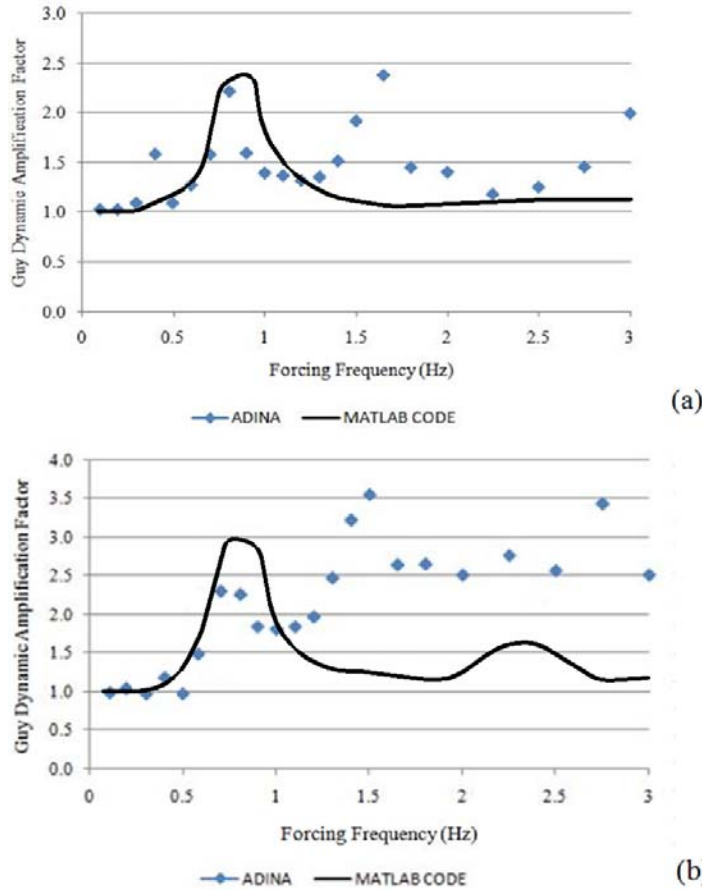 3.0
2.5
2.0
1.5
1.0
0.5
0.0
Guy Dynamic Amplification Factor
0 0.5 1 1.5 2 2.5 3
Forcing Frequency (Hz)
(a)
ADINA MATLAB CODE
4.0
3.5
3.0
2.5
2.0
1.5
1.0
0.5
0.0
Guy Dynamic Amplification Factor
0 0.5 1 1.5 2 2.5 3
Forcing Frequency (Hz)
ADINA MATLAB CODE
(b)